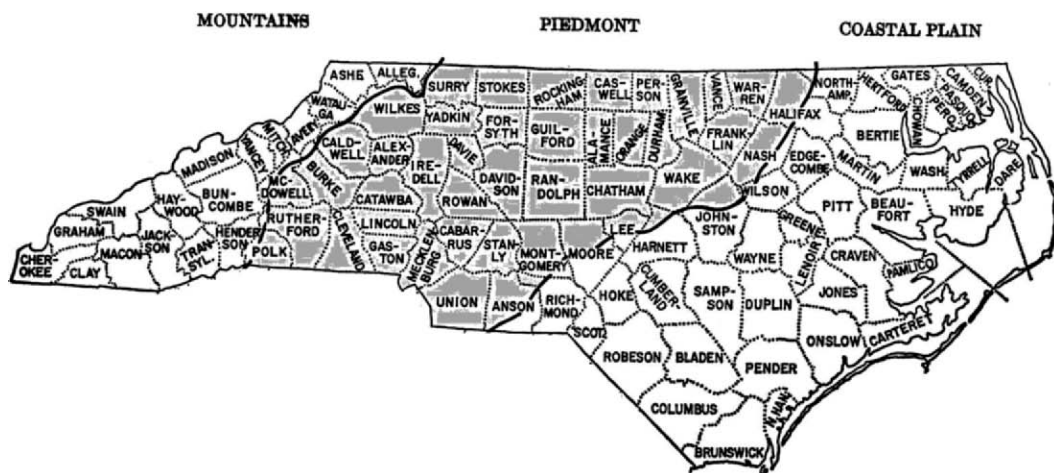 MOUNTAINS PIEDMONT COASTAL PLAIN
ASHE
ALLEG.
SURRY
STOKES
ROCKING-
HAM
CAS-
WELL
PER-
SON
GRANVILLE
VANCE
WAR-
REN
NORTH-
AMP.
HERTFORD
GATES
CAMDEN
CUR.
PASQUO
PERQ.
CHOWAN
WATAU-
GA
WILKES
YADKIN
FOR-
SYTH
GUIL-
FORD
ALA-
MANCE
ORANGE
DURHAM
FRANK-
LIN
HALIFAX
BERTIE
MITCH.
AVERY
CALD-
WELL
ALEX-
ANDER
IRE-
DELL
DAVIE
DAVID-
SON
RAN-
DOLPH
CHATHAM
WAKE
NASH
EDGE-
COMBE
MARTIN
WASH.
TYRRELL
DARE
MADISON
YANCEY
MC-
DOWELL
BURKE
CATAWBA
ROWAN
WILSON
PITT
BEAU-
FORT
HYDE
SWAIN
HAY-
WOOD
BUN-
COMBE
RUTHER-
FORD
CLEVELAND
LINCOLN
GAS-
TON
MECKLEN-
BURG
CABAR-
RUS
STAN-
LY
MONT-
GOMERY
MOORE
LEE
HARNETT
JOHN-
STON
WAYNE
GREENE
LENOIR
CRAVEN
PAMLICO
GRAHAM
CHER-
OKEE
CLAY
MACON
JACK-
SON
TRAN-
SYL.
HENDER-
SON
POLK
UNION
ANSON
RICH-
MOND
HOKE
CUMBER-
LAND
SAMP-
SON
DUPLIN
JONES
SCOT.
ROBESON
BLADEN
PENDER
ONSLOW
CARTERET
COLUMBUS
N. HAN.
BRUNSWICK